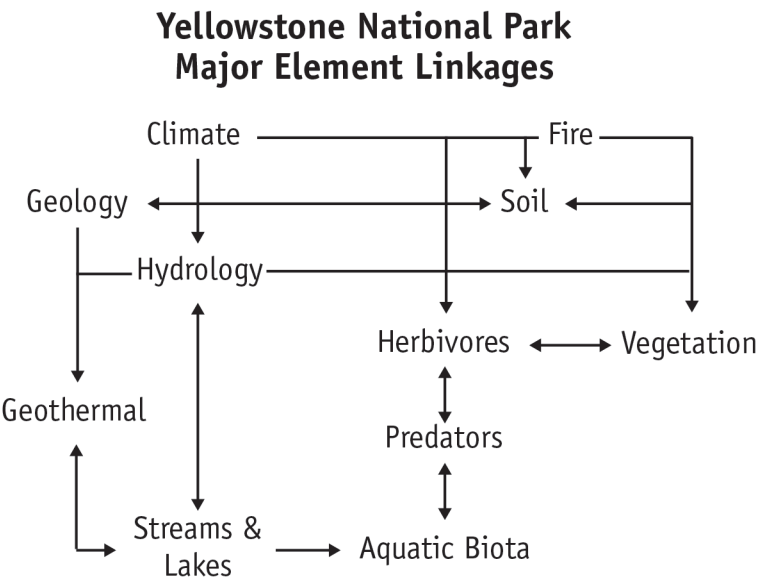 Yellowstone National Park
Major Element Linkages
Climate
Fire
Geology
Soil
Hydrology
Herbivores
Vegetation
Geothermal
Predators
Streams &
Lakes
Aquatic Biota